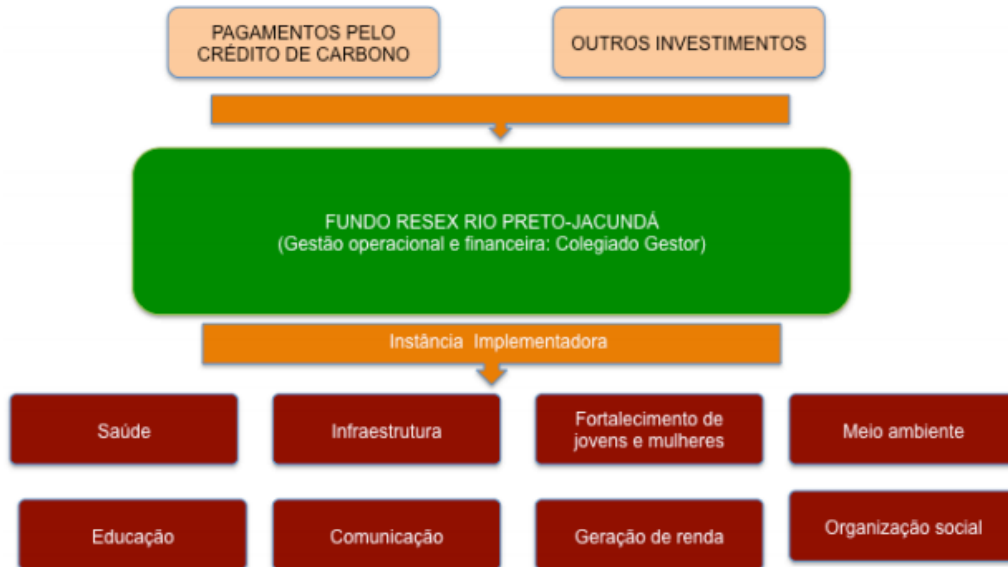 PAGAMENTOS PELO
CRÉDITO DE CARBONO
OUTROS INVESTIMENTOS
FUNDO RESEX RIO PRETO-JACUNDÁ
(Gestão operacional e financeira: Colegiado Gestor)
Instância Implementadora
Saúde
Infraestrutura
Fortalecimento de
jovens e mulheres
Meio ambiente
Educação
Comunicação
Geração de renda
Organização social